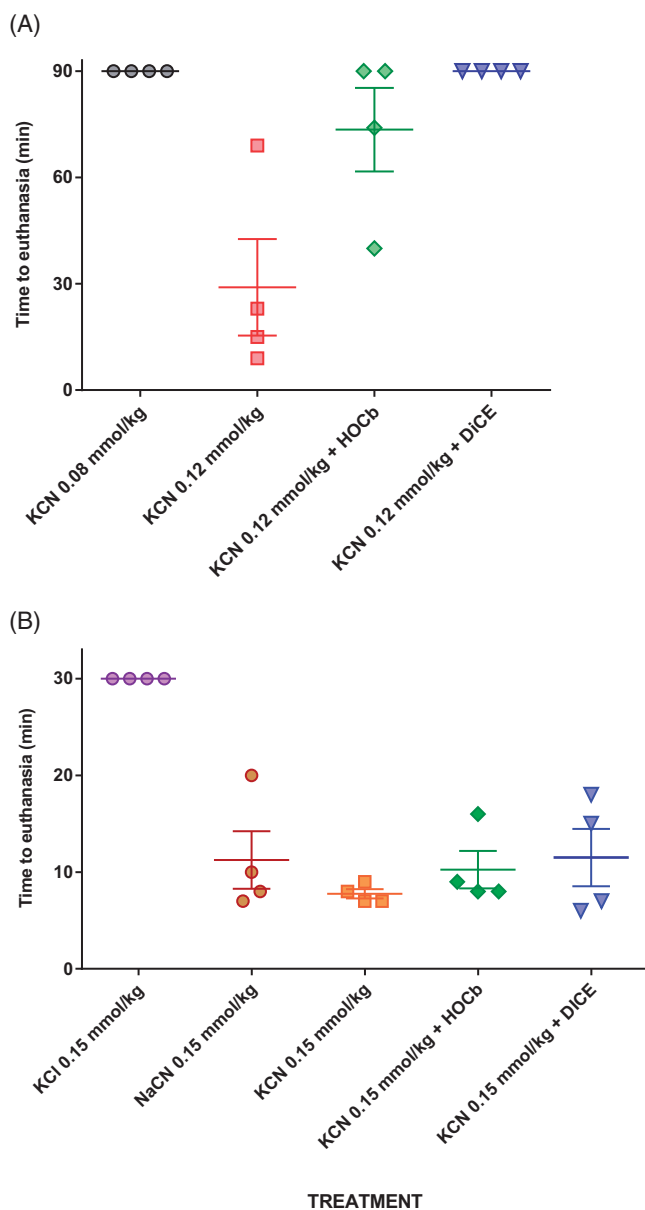 (A)
90
60
30
0
Time to euthanasia (min)
KCN 0.08 mmol/kg
KCN 0.12 mmol/kg
KCN 0.12 mmol/kg + HOCb
KCN 0.12 mmol/kg + DiCE
(B)
30
20
10
0
Time to euthanasia (min)
KCl 0.15 mmol/kg
NaCN 0.15 mmol/kg
KCN 0.15 mmol/kg
KCN 0.15 mmol/kg + HOCb
KCN 0.15 mmol/kg + DICE
TREATMENT